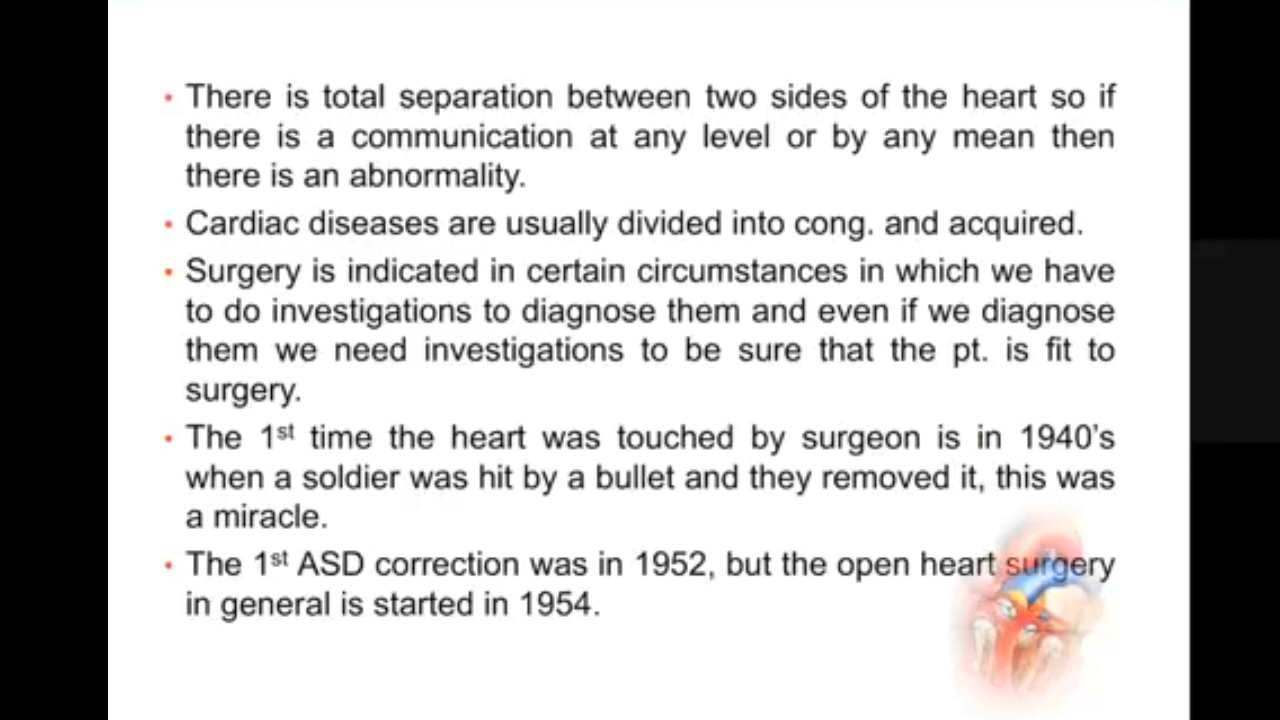 • There is total separation between two sides of the heart so if
there is a communication at any level or by any mean then
there is an abnormality.
• Cardiac diseases are usually divided into cong. and acquired.
• Surgery is indicated in certain circumstances in which we have
to do investigations to diagnose them and even if we diagnose
them we need investigations to be sure that the pt. is fit to
surgery.
• The 1st time the heart was touched by surgeon is in 1940’s
when a soldier was hit by a bullet and they removed it, this was
a miracle.
• The 1st ASD correction was in 1952, but the open heart surgery
in general is started in 1954.